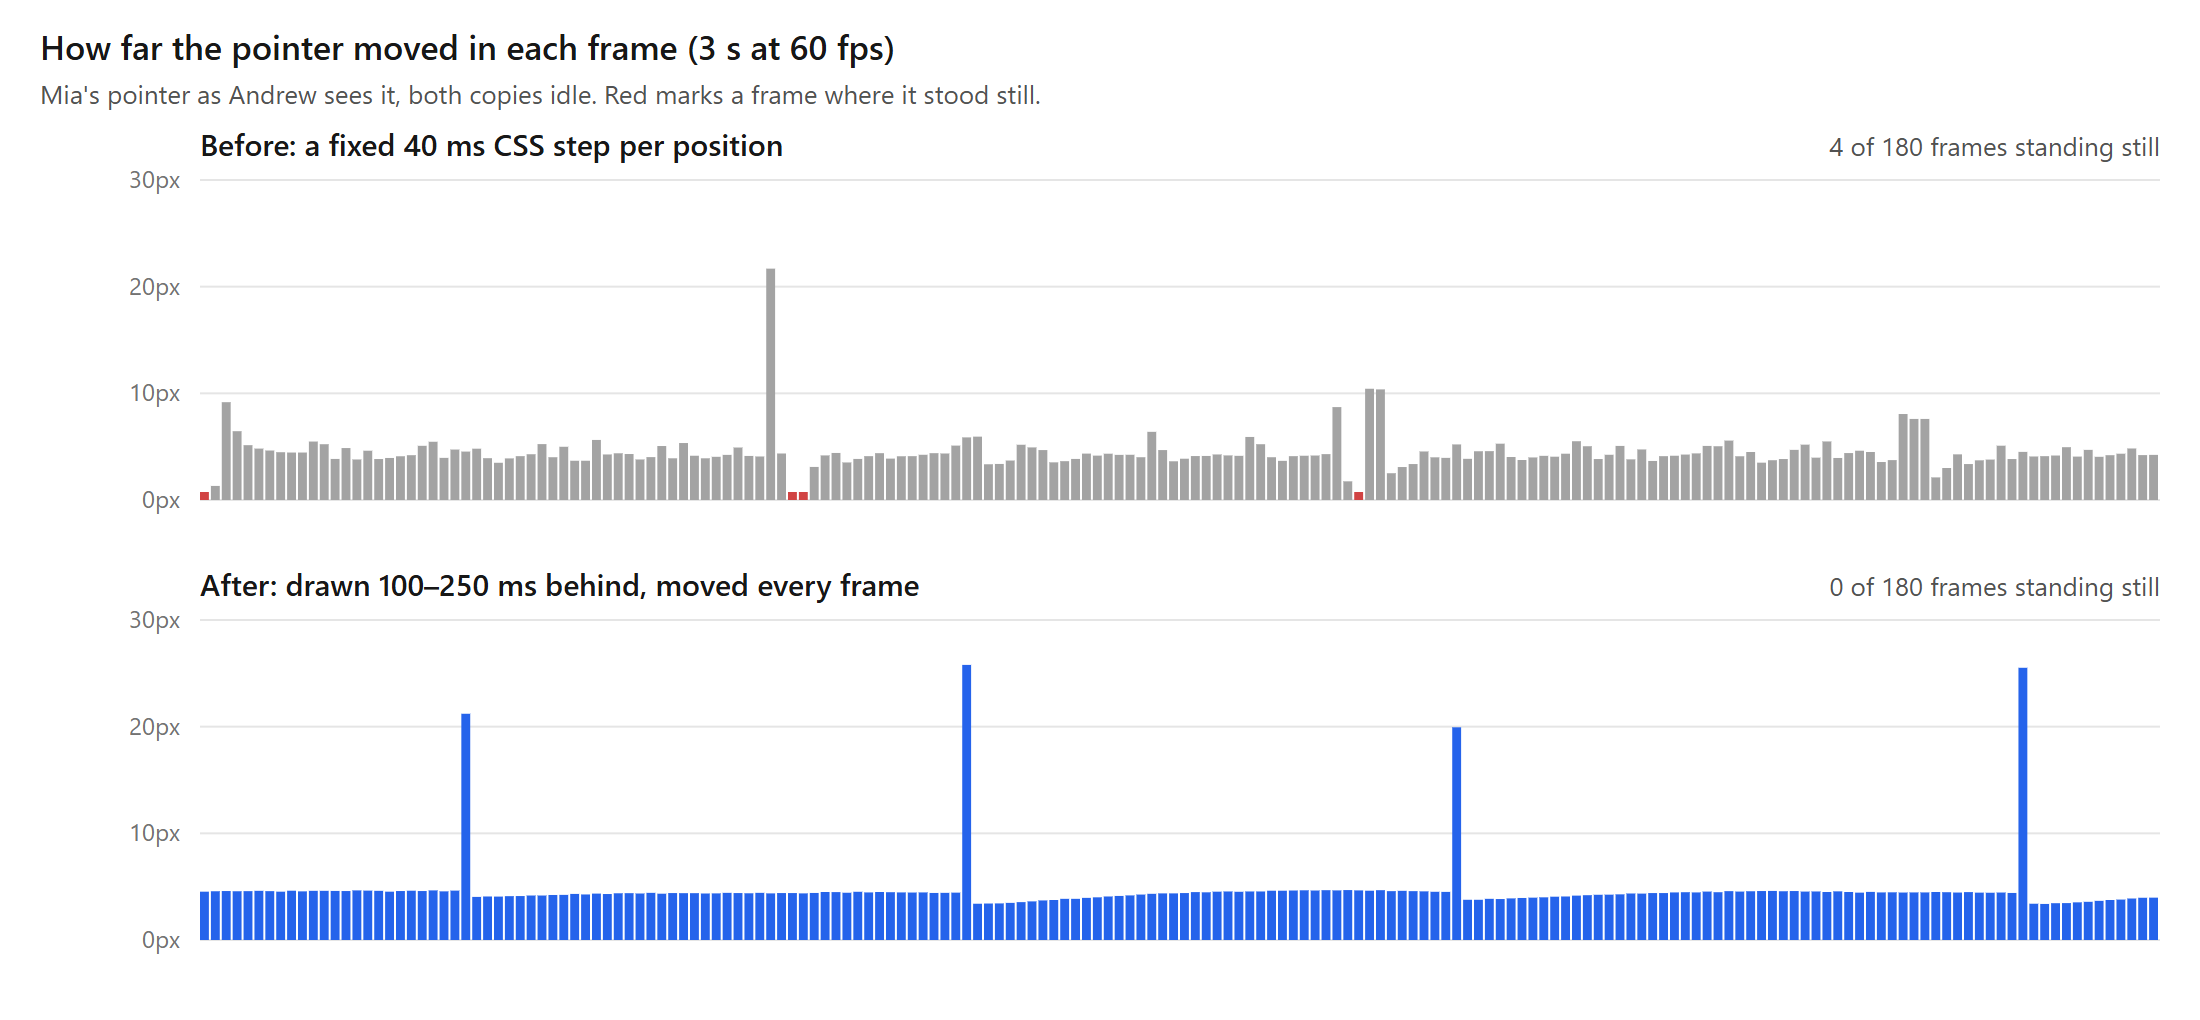 How far the pointer moved in each frame (3 s at 60 fps)
Mia's pointer as Andrew sees it, both copies idle. Red marks a frame where it stood still.
Before: a fixed 40 ms CSS step per position
4 of 180 frames standing still
30px
20px
10px
0px
After: drawn 100–250 ms behind, moved every frame
0 of 180 frames standing still
30px
20px
10px
0px